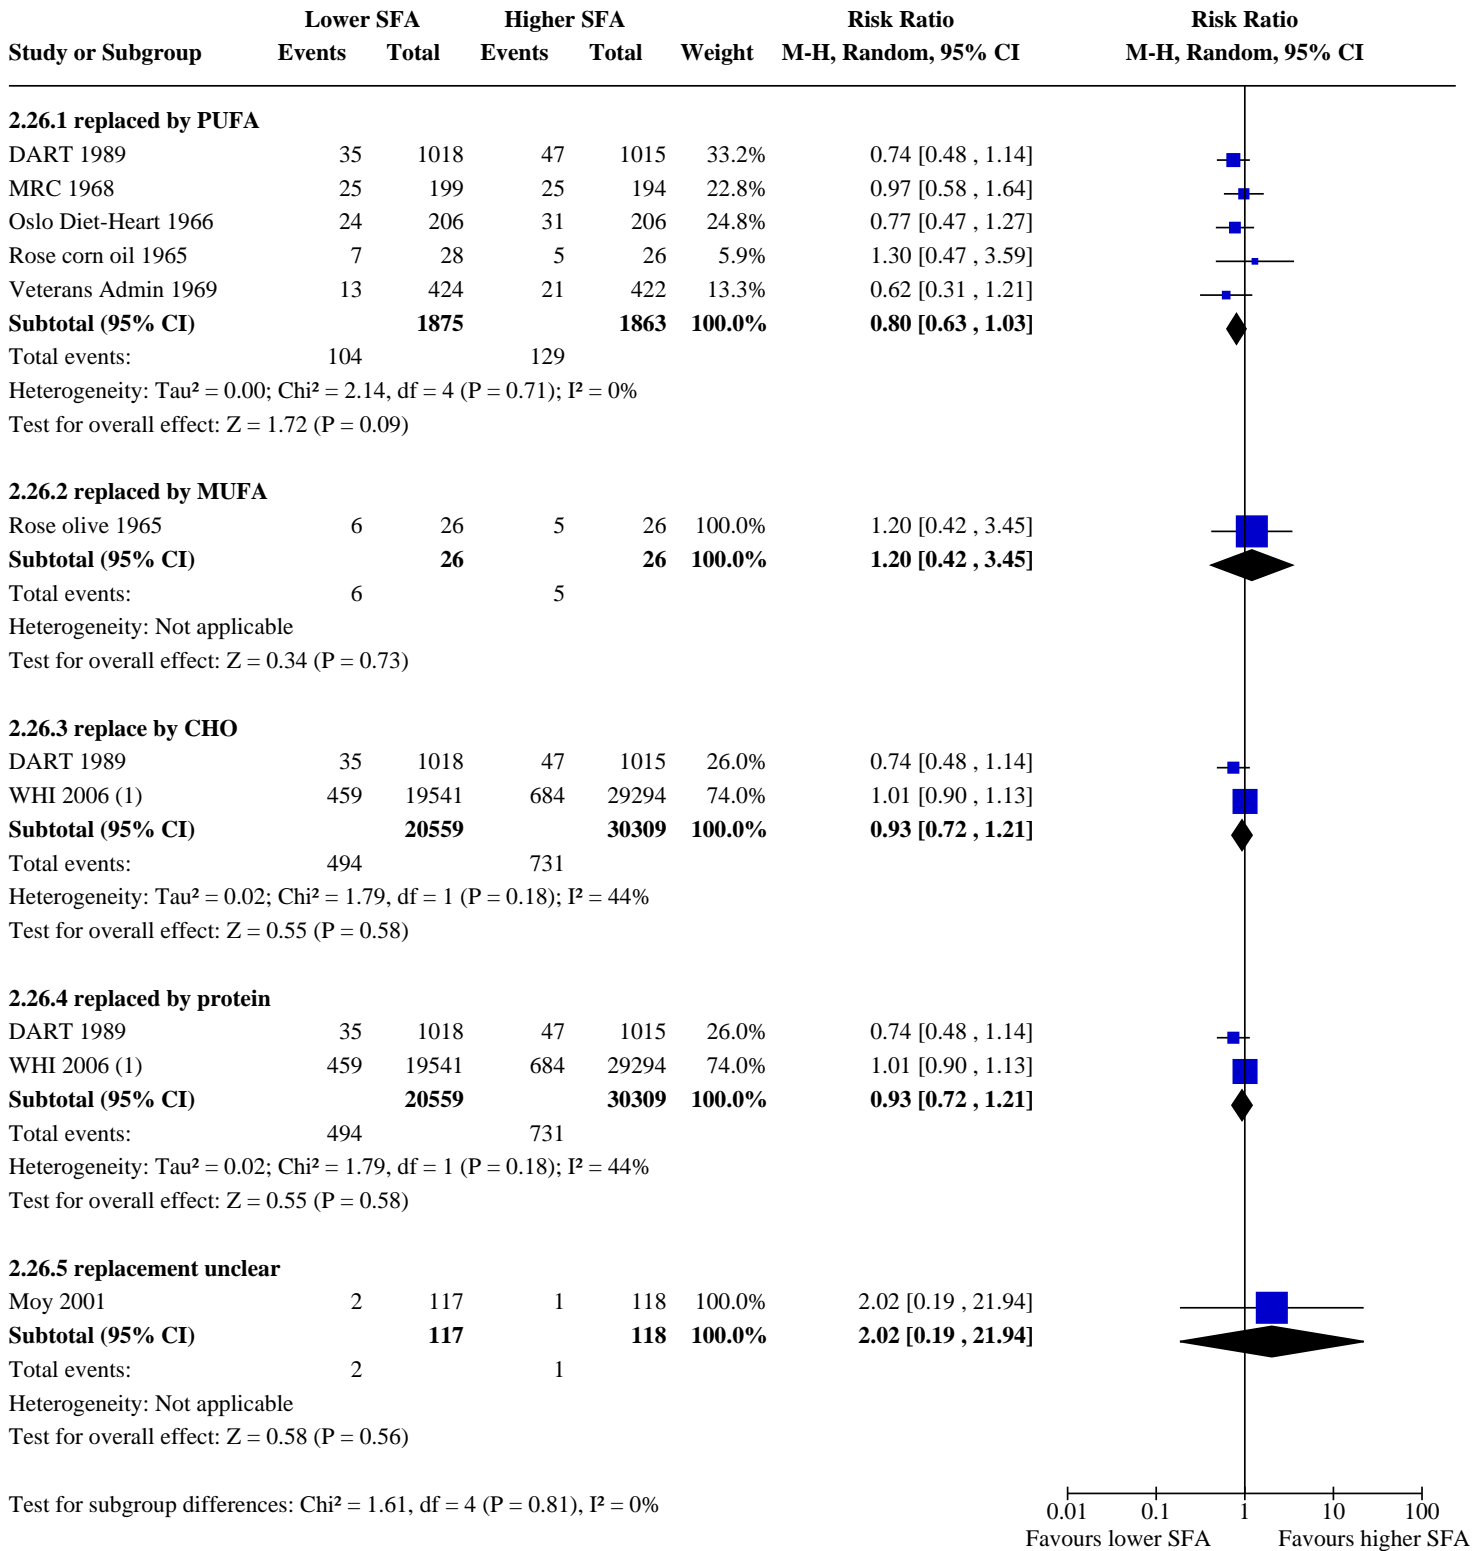 Lower SFA Higher SFA Risk Ratio Risk Ratio
Study or Subgroup Events Total Events Total Weight M-H, Random, 95% CI M-H, Random, 95% CI
2.26.1 replaced by PUFA
DART 1989 35 1018 47 1015 33.2% 0.74 [0.48 , 1.14]
MRC 1968 25 199 25 194 22.8% 0.97 [0.58 , 1.64]
Oslo Diet-Heart 1966 24 206 31 206 24.8% 0.77 [0.47 , 1.27]
Rose corn oil 1965 7 28 5 26 5.9% 1.30 [0.47 , 3.59]
Veterans Admin 1969 13 424 21 422 13.3% 0.62 [0.31 , 1.21]
Subtotal (95% CI) 1875 1863 100.0% 0.80 [0.63 , 1.03]
Total events: 104 129
Heterogeneity: Tau² = 0.00; Chi² = 2.14, df = 4 (P = 0.71); I² = 0%
Test for overall effect: Z = 1.72 (P = 0.09)
2.26.2 replaced by MUFA
Rose olive 1965 6 26 5 26 100.0% 1.20 [0.42 , 3.45]
Subtotal (95% CI) 26 26 100.0% 1.20 [0.42 , 3.45]
Total events: 6 5
Heterogeneity: Not applicable
Test for overall effect: Z = 0.34 (P = 0.73)
2.26.3 replace by CHO
DART 1989 35 1018 47 1015 26.0% 0.74 [0.48 , 1.14]
WHI 2006 (1) 459 19541 684 29294 74.0% 1.01 [0.90 , 1.13]
Subtotal (95% CI) 20559 30309 100.0% 0.93 [0.72 , 1.21]
Total events: 494 731
Heterogeneity: Tau² = 0.02; Chi² = 1.79, df = 1 (P = 0.18); I² = 44%
Test for overall effect: Z = 0.55 (P = 0.58)
2.26.4 replaced by protein
DART 1989 35 1018 47 1015 26.0% 0.74 [0.48 , 1.14]
WHI 2006 (1) 459 19541 684 29294 74.0% 1.01 [0.90 , 1.13]
Subtotal (95% CI) 20559 30309 100.0% 0.93 [0.72 , 1.21]
Total events: 494 731
Heterogeneity: Tau² = 0.02; Chi² = 1.79, df = 1 (P = 0.18); I² = 44%
Test for overall effect: Z = 0.55 (P = 0.58)
2.26.5 replacement unclear
Moy 2001 2 117 1 118 100.0% 2.02 [0.19 , 21.94]
Subtotal (95% CI) 117 118 100.0% 2.02 [0.19 , 21.94]
Total events: 2 1
Heterogeneity: Not applicable
Test for overall effect: Z = 0.58 (P = 0.56)
Test for subgroup differences: Chi² = 1.61, df = 4 (P = 0.81), I² = 0%
0.01 0.1 1 10 100
Favours lower SFA Favours higher SFA